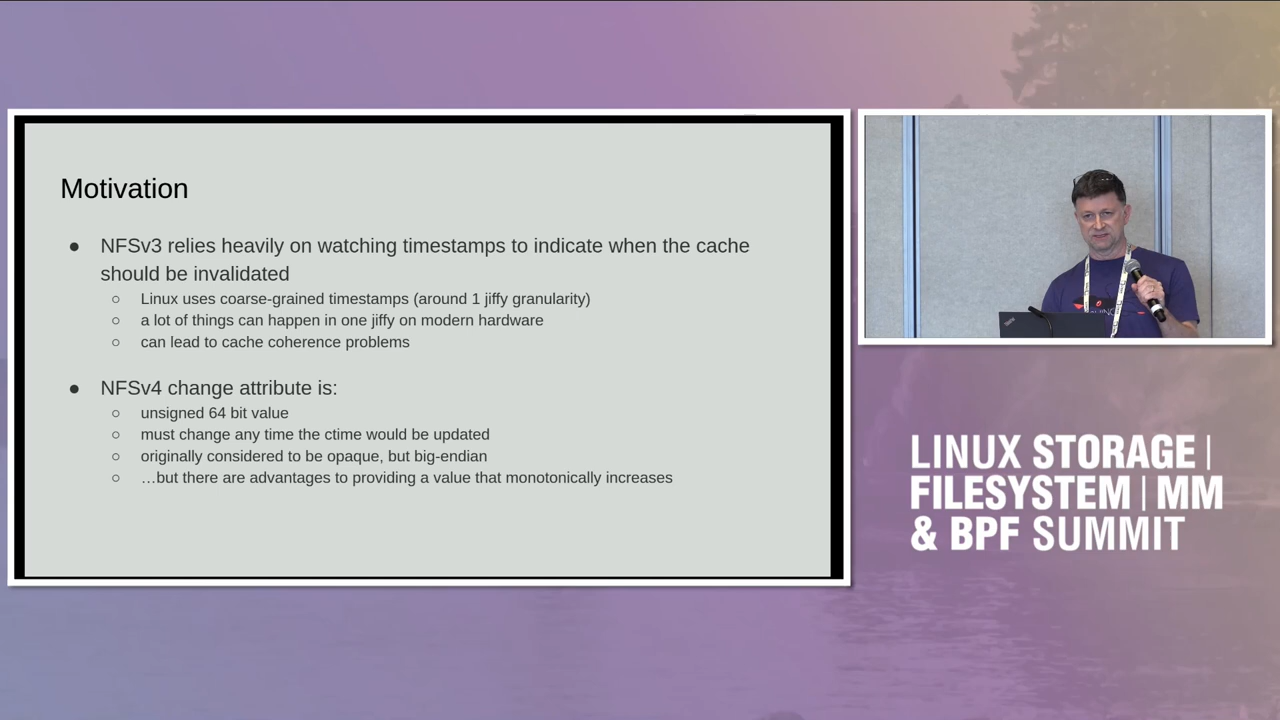 Motivation
● NFSv3 relies heavily on watching timestamps to indicate when the cache
should be invalidated
○ Linux uses coarse-grained timestamps (around 1 jiffy granularity)
○ a lot of things can happen in one jiffy on modern hardware
○ can lead to cache coherence problems
● NFSv4 change attribute is:
○ unsigned 64 bit value
○ must change any time the ctime would be updated
○ originally considered to be opaque, but big-endian
○ …but there are advantages to providing a value that monotonically increases
LINUX STORAGE |
FILESYSTEM | MM
& BPF SUMMIT